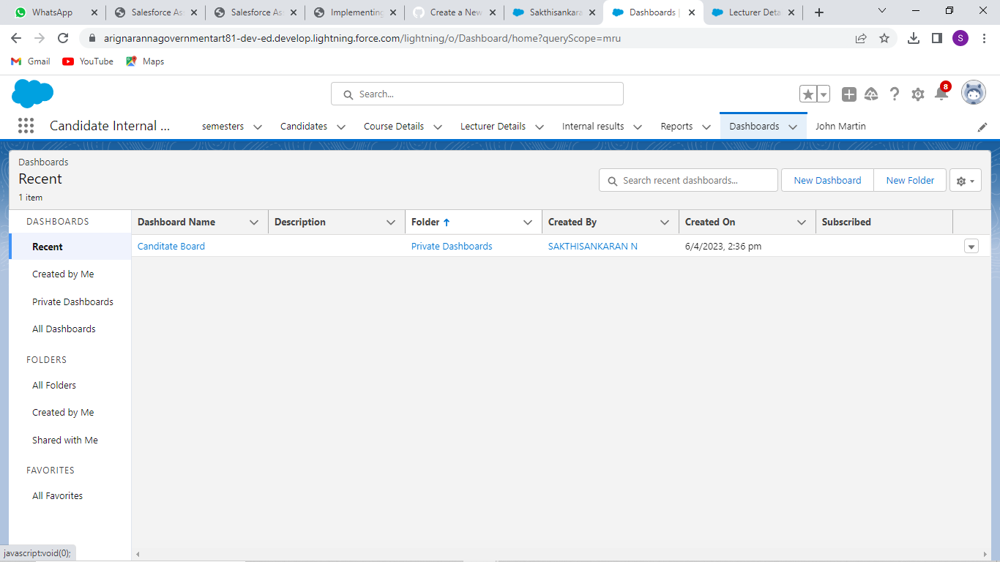 WhatsApp
Salesforce As
Salesforce As
Implementing
Create a New
Sakthisankara
Dashboards |
Lecturer Deta
arignarannagovernmentart81-dev-ed.develop.lightning.force.com/lightning/o/Dashboard/home?queryScope=mru
S
Gmail
YouTube
Maps
Search...
8
Candidate Internal ...
semesters
Candidates
Course Details
Lecturer Details
Internal results
Reports
Dashboards
John Martin
Dashboards
Recent
1 item
Search recent dashboards...
New Dashboard
New Folder
DASHBOARDS
Recent
Created by Me
Private Dashboards
All Dashboards
FOLDERS
All Folders
Created by Me
Shared with Me
FAVORITES
All Favorites
Dashboard Name
Description
Folder
Created By
Created On
Subscribed
Canditate Board
Private Dashboards
SAKTHISANKARAN N
6/4/2023, 2:36 pm
javascript:void(0);